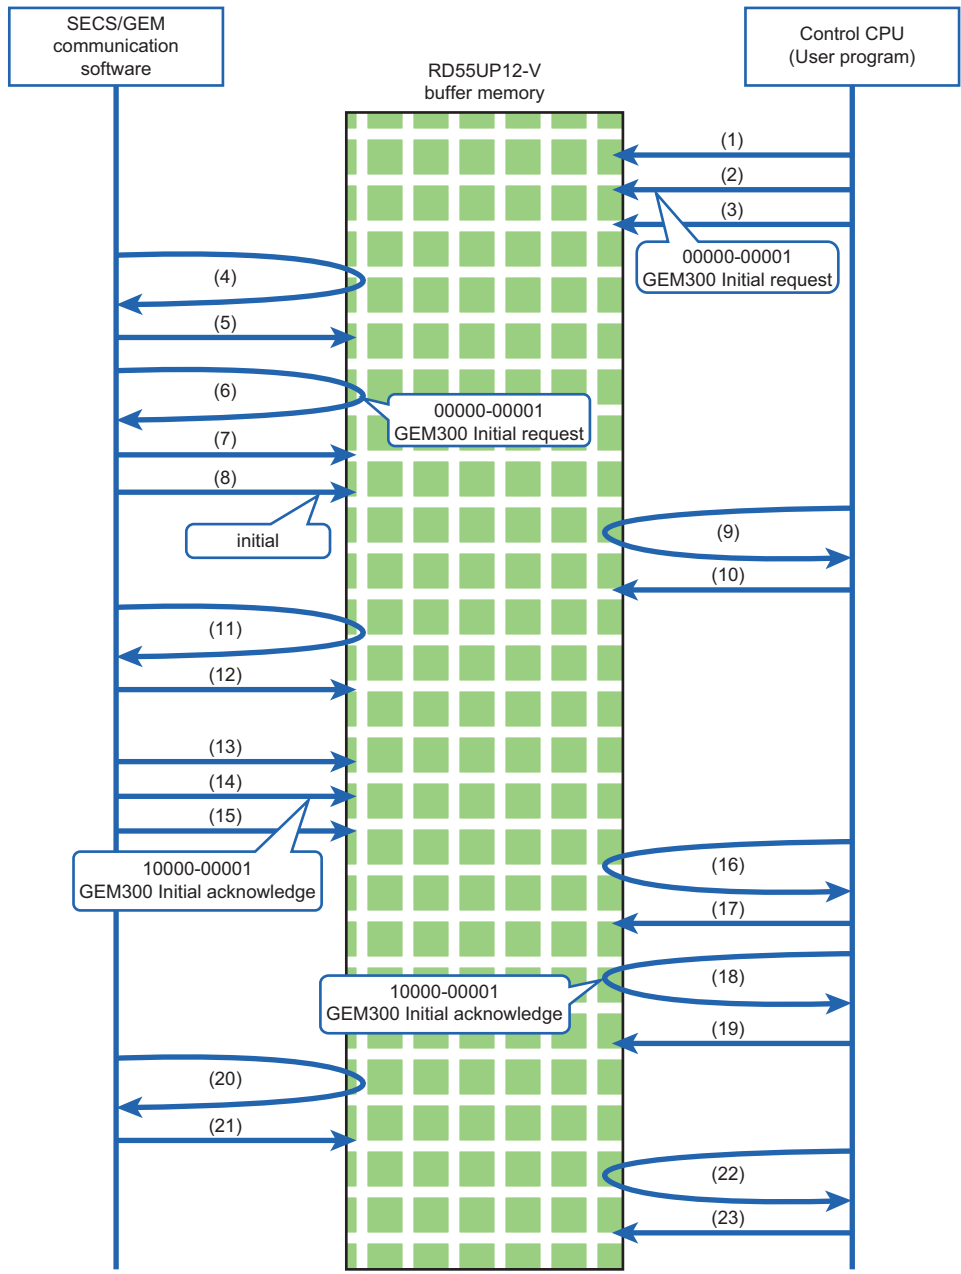 SECS/GEM
communication
software
Control CPU
(User program)
RD55UP12-V
buffer memory
(1)
(2)
(3)
00000-00001
GEM300 Initial request
(4)
(5)
(6)
00000-00001
GEM300 Initial request
(7)
(8)
initial
(9)
(10)
(11)
(12)
(13)
(14)
(15)
10000-00001
GEM300 Initial acknowledge
(16)
(17)
(18)
10000-00001
GEM300 Initial acknowledge
(19)
(20)
(21)
(22)
(23)